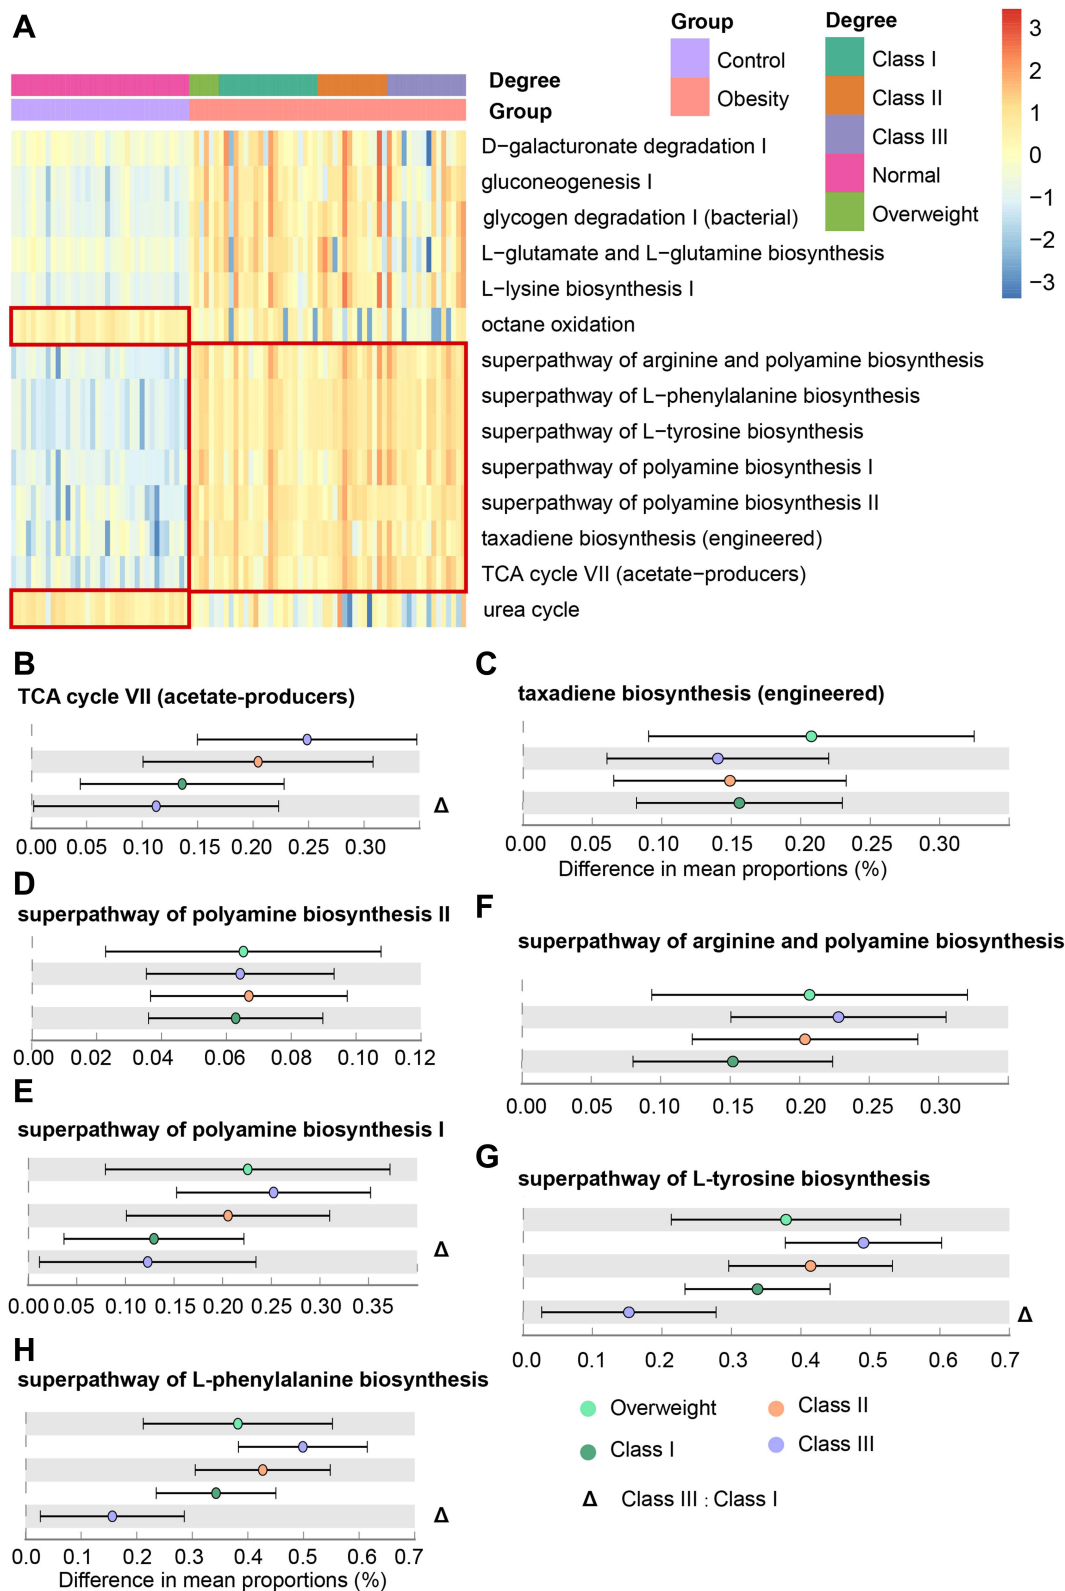 A
Group
Control
Obesity
Degree
Class I
Class II
Class III
Normal
Overweight
3
2
1
0
−1
−2
−3
Degree
Group
D−galacturonate degradation I
gluconeogenesis I
glycogen degradation I (bacterial)
L−glutamate and L−glutamine biosynthesis
L−lysine biosynthesis I
octane oxidation
superpathway of arginine and polyamine biosynthesis
superpathway of L−phenylalanine biosynthesis
superpathway of L−tyrosine biosynthesis
superpathway of polyamine biosynthesis I
superpathway of polyamine biosynthesis II
taxadiene biosynthesis (engineered)
TCA cycle VII (acetate−producers)
urea cycle
B
TCA cycle VII (acetate-producers)
Δ
0.00 0.05 0.10 0.15 0.20 0.25 0.30
C
taxadiene biosynthesis (engineered)
0.00 0.05 0.10 0.15 0.20 0.25 0.30
Difference in mean proportions (%)
D
superpathway of polyamine biosynthesis II
0.00 0.02 0.04 0.06 0.08 0.10 0.12
F
superpathway of arginine and polyamine biosynthesis
0.00 0.05 0.10 0.15 0.20 0.25 0.30
E
superpathway of polyamine biosynthesis I
Δ
0.00 0.05 0.10 0.15 0.20 0.25 0.30 0.35
G
superpathway of L-tyrosine biosynthesis
Δ
0.0 0.1 0.2 0.3 0.4 0.5 0.6 0.7
H
superpathway of L-phenylalanine biosynthesis
Δ
0.0 0.1 0.2 0.3 0.4 0.5 0.6 0.7
Difference in mean proportions (%)
Overweight
Class II
Class I
Class III
Δ Class III : Class I